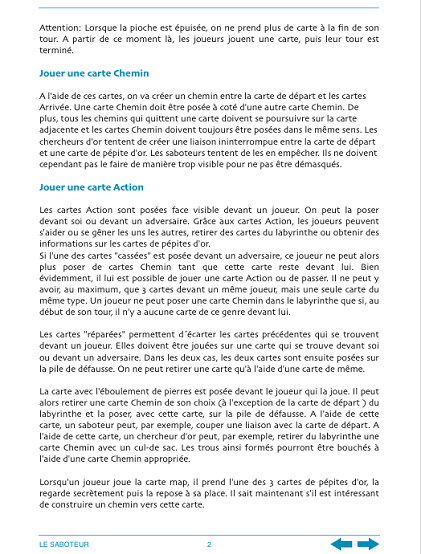 Attention: Lorsque la pioche est épuisée, on ne prend plus de carte à la fin de son
tour. A partir de ce moment là, les joueurs jouent une carte, puis leur tour est
terminé.
Jouer une carte Chemin
A l'aide de ces cartes, on va créer un chemin entre la carte de départ et les cartes
Arrivée. Une carte Chemin doit être posée à coté d'une autre carte Chemin. De
plus, tous les chemins qui quittent une carte doivent se poursuivre sur la carte
adjacente et les cartes Chemin doivent toujours être posées dans le même sens. Les
chercheurs d'or tentent de créer une liaison ininterrompue entre la carte de départ
et une carte de pépite d'or. Les saboteurs tentent de les en empêcher. Ils ne doivent
cependant pas le faire de manière trop visible pour ne pas être démasqués.
Jouer une carte Action
Les cartes Action sont posées face visible devant un joueur. On peut la poser
devant soi ou devant un adversaire. Grâce aux cartes Action, les joueurs peuvent
s'aider ou se gêner les uns les autres, retirer des cartes du labyrinthe ou obtenir des
informations sur les cartes de pépites d'or.
Si l'une des cartes "cassées" est posée devant un adversaire, ce joueur ne peut alors
plus poser de cartes Chemin tant que cette carte reste devant lui. Bien
évidemment, il lui est possible de jouer une carte Action ou de passer. Il ne peut y
avoir, au maximum, que 3 cartes devant un même joueur, mais une seule carte du
même type. Un joueur ne peut poser une carte Chemin dans le labyrinthe que si, au
début de son tour, il n'y a aucune carte de ce genre devant lui.
Les cartes "réparées" permettent d´écarter les cartes précédentes qui se trouvent
devant un joueur. Elles doivent être jouées sur une carte qui se trouve devant soi
ou devant un adversaire. Dans les deux cas, les deux cartes sont ensuite posées sur
la pile de défausse. On ne peut retirer une carte qu'à l'aide d'une carte de même.
La carte avec l'éboulement de pierres est posée devant le joueur qui la joue. Il peut
alors retirer une carte Chemin de son choix (à l'exception de la carte de départ ) du
labyrinthe et la poser, avec cette carte, sur la pile de défausse. A l'aide de cette
carte, un saboteur peut, par exemple, couper une liaison avec la carte de départ. A
l'aide de cette carte, un chercheur d'or peut, par exemple, retirer du labyrinthe une
carte Chemin avec un cul-de sac. Les trous ainsi formés pourront être bouchés à
l'aide d'une carte Chemin appropriée.
Lorsqu'un joueur joue la carte map, il prend l'une des 3 cartes de pépites d'or, la
regarde secrètement puis la repose à sa place. Il sait maintenant s'il est intéressant
de construire un chemin vers cette carte.
LE SABOTEUR 2